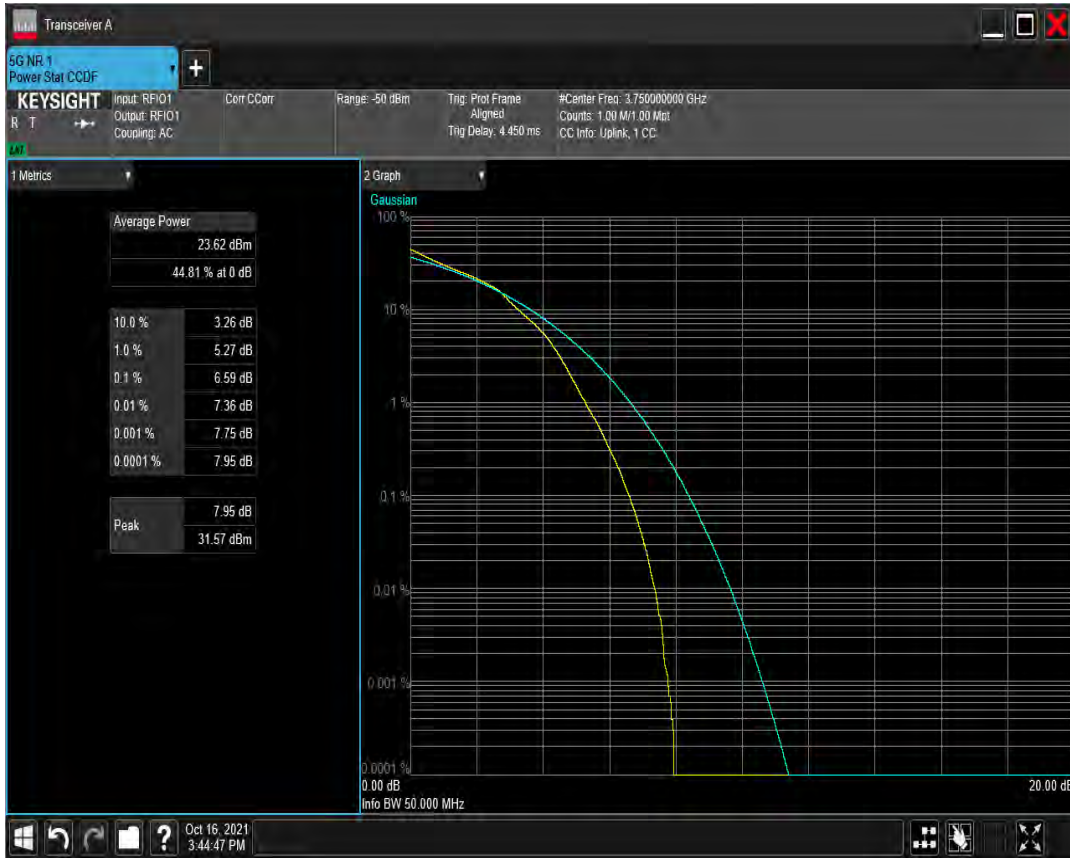 Transceiver A
5G NR 1
Power Stat CCDF
+
KEYSIGHT
R T
LXI
Input: RFIO1
Output: RFIO1
Coupling: AC
Corr CCorr
Range: -50 dBm
Trig: Prot Frame
Aligned
Trig Delay: 4.450 ms
#Center Freq: 3.750000000 GHz
Counts: 1.00 M/1.00 Mpt
CC Info: Uplink, 1 CC
1 Metrics
Average Power
23.62 dBm
44.81 % at 0 dB
10.0 % 3.26 dB
1.0 % 5.27 dB
0.1 % 6.59 dB
0.01 % 7.36 dB
0.001 % 7.75 dB
0.0001 % 7.95 dB
Peak
7.95 dB
31.57 dBm
2 Graph
Gaussian
100 %
10 %
1 %
0.1 %
0.01 %
0.001 %
0.0001 %
0.00 dB 20.00 dB
Info BW 50.000 MHz
?
Oct 16, 2021
3:44:47 PM